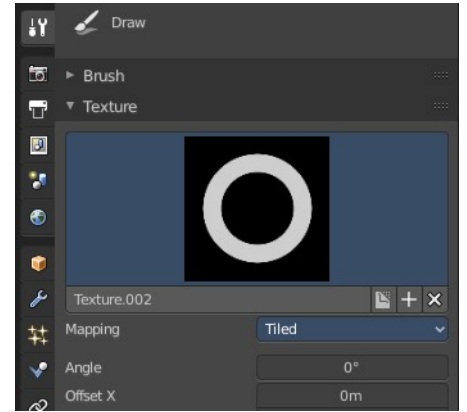 Draw
Brush
Texture
Texture.002
Mapping Tiled
Angle 0°
Offset X 0m